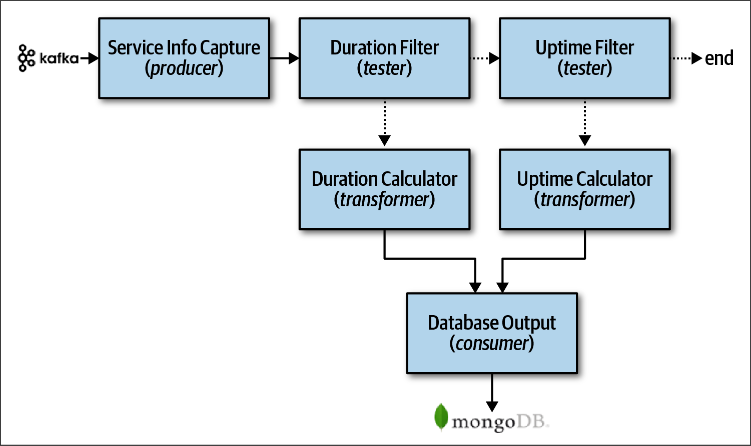 kafka
Service Info Capture
(producer)
Duration Filter
(tester)
Uptime Filter
(tester)
end
Duration Calculator
(transformer)
Uptime Calculator
(transformer)
Database Output
(consumer)
mongoDB.